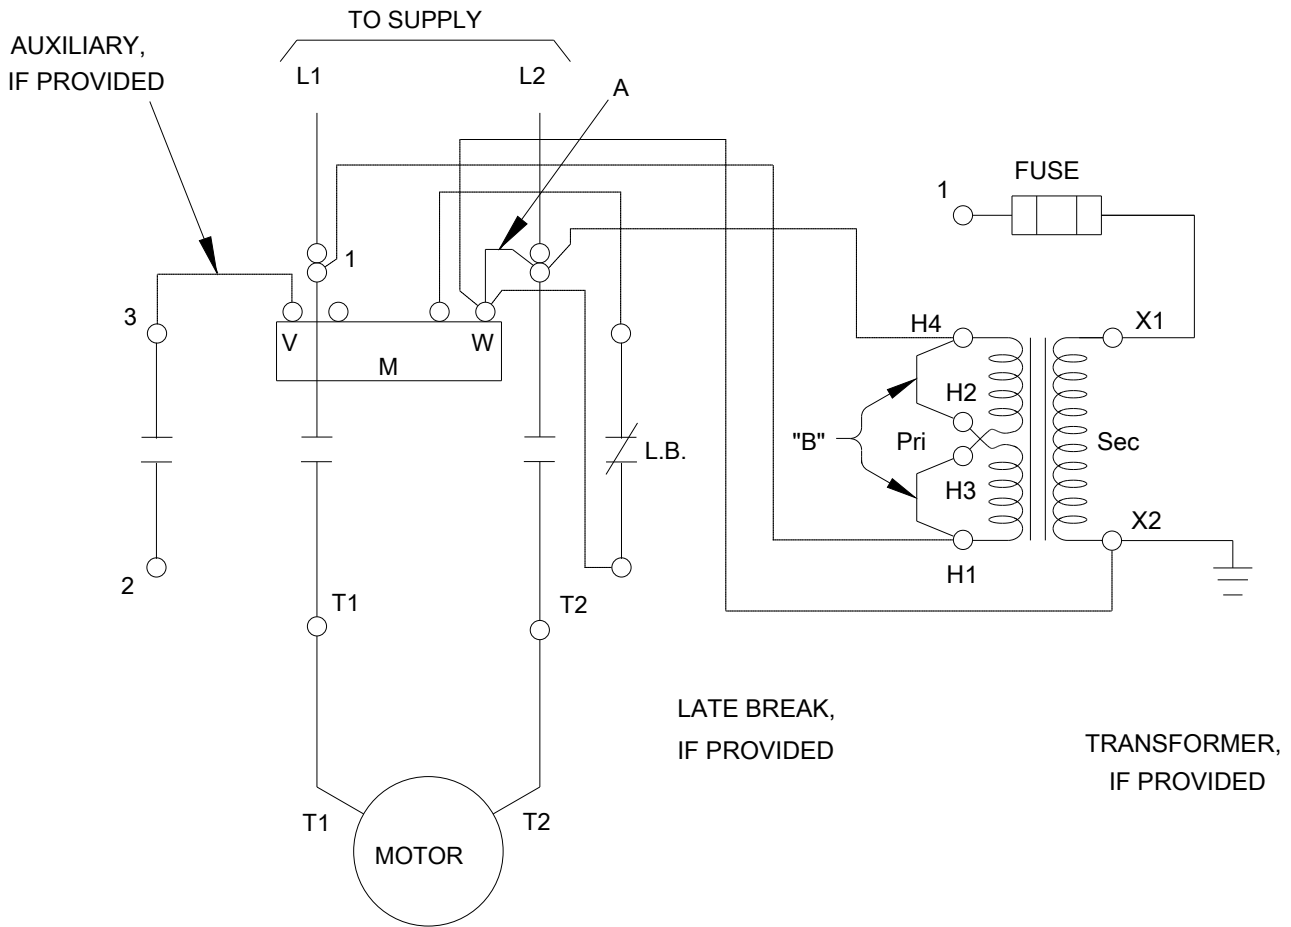 TO SUPPLY
AUXILIARY,
IF PROVIDED
L1
L2
A
FUSE
1
1
3
V
W
M
H4
X1
H2
"B"
Pri
Sec
L.B.
H3
X2
H1
2
T1
T2
LATE BREAK,
IF PROVIDED
TRANSFORMER,
IF PROVIDED
T1
T2
MOTOR